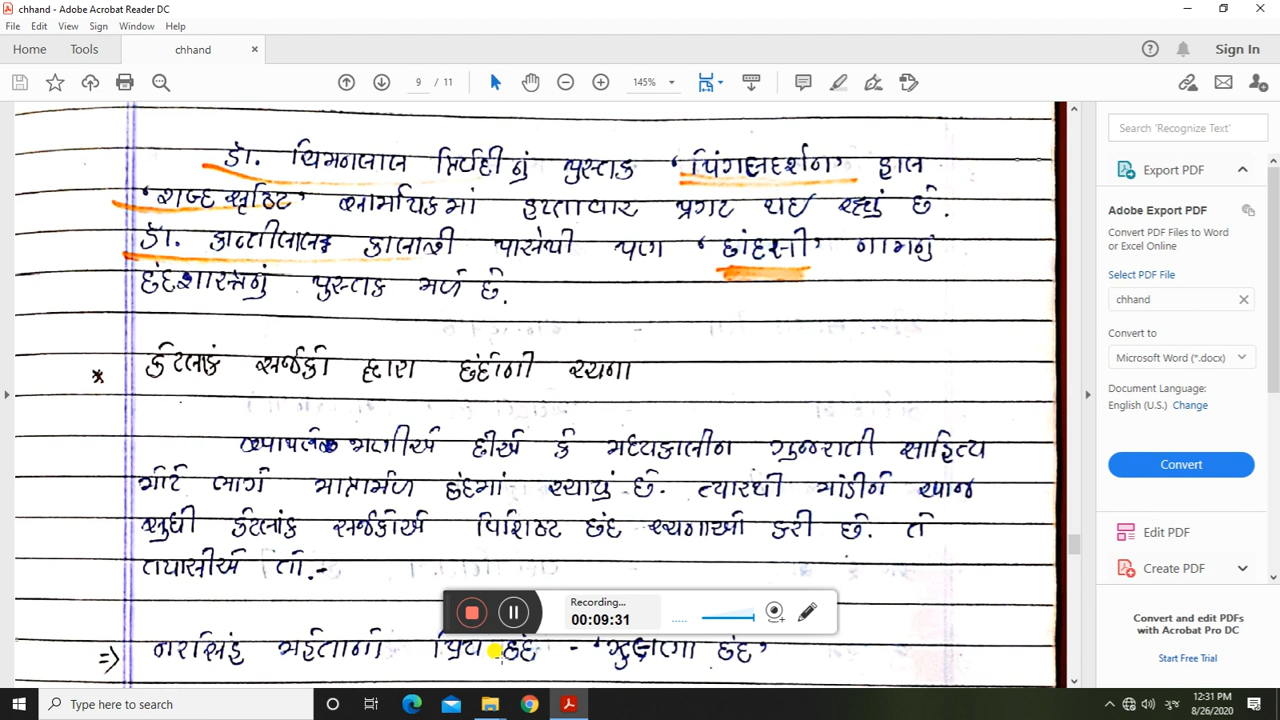 chhand - Adobe Acrobat Reader DC
File Edit View Sign Window Help
Home Tools chhand × Sign In
9 / 11 145%
ડૉ. ચિમનલાલ ત્રિવેદીનું પુસ્તક 'પિંગલદર્શન' હાલ
'શબ્દ સૃષ્ટિ' સામયિકમાં હપ્તાવાર પ્રગટ થઈ રહ્યું છે.
ડૉ. કાન્તીલાલ કાલાણી પાસેથી પણ 'છાંદસી' નામનું
છંદશાસ્ત્રનું પુસ્તક મળે છે.
* કેટલાક સર્જકો દ્વારા છંદોની રચના
જાણીએ છીએ કે મધ્યકાલીન ગુજરાતી સાહિત્ય
મોટે ભાગે માત્રામેળ છંદમાં રચાયું છે. ત્યારથી માંડીને આજ
સુધી કેટલાંક સર્જકોએ વિશિષ્ટ છંદ રચનાઓ કરી છે. તે
તપાસીએ તો.-
⇒ નરસિંહ મહેતાનો પ્રિય છંદ - 'ઝુલણા છંદ'
Recording...
00:09:31
Search 'Recognize Text'
Export PDF
Adobe Export PDF
Convert PDF Files to Word
or Excel Online
Select PDF File
chhand ×
Convert to
Microsoft Word (*.docx)
Document Language:
English (U.S.) Change
Convert
Edit PDF
Create PDF
Convert and edit PDFs
with Acrobat Pro DC
Start Free Trial
Type here to search
ગુજ
12:31 PM
8/26/2020